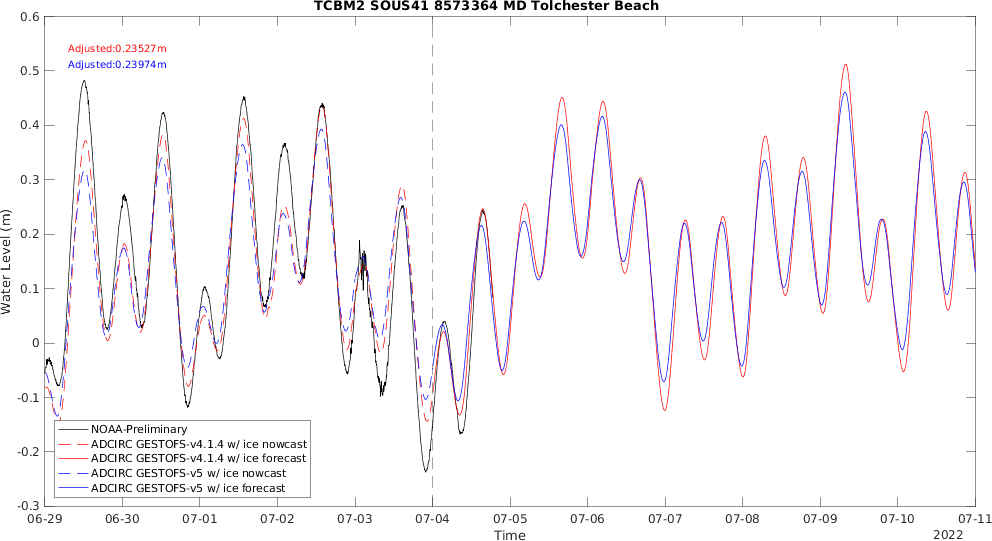 TCBM2 SOUS41 8573364 MD Tolchester Beach
0.6
Adjusted:0.23527m
Adjusted:0.23974m
0.5
0.4
0.3
0.2
0.1
0
-0.1
-0.2
-0.3
Water Level (m)
NOAA-Preliminary
ADCIRC GESTOFS-v4.1.4 w/ ice nowcast
ADCIRC GESTOFS-v4.1.4 w/ ice forecast
ADCIRC GESTOFS-v5 w/ ice nowcast
ADCIRC GESTOFS-v5 w/ ice forecast
06-29 06-30 07-01 07-02 07-03 07-04 07-05 07-06 07-07 07-08 07-09 07-10 07-11
Time
2022